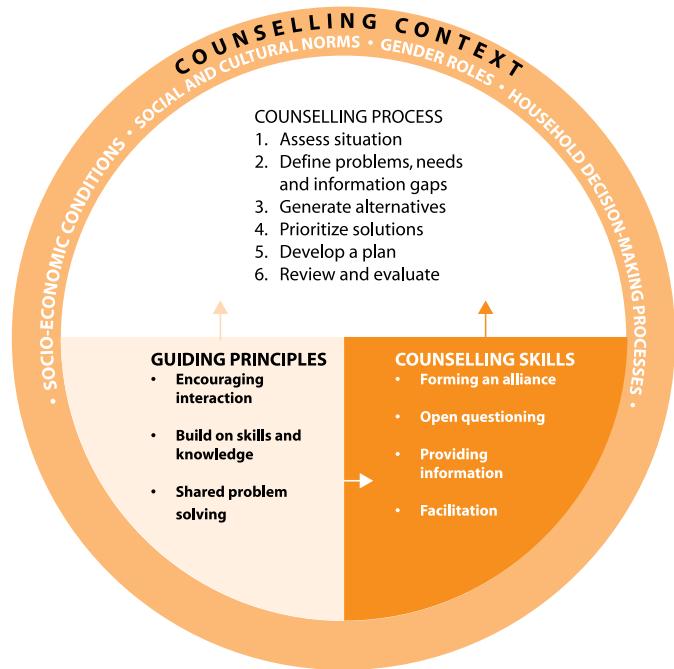 COUNSELLING CONTEXT
• SOCIO-ECONOMIC CONDITIONS • SOCIAL AND CULTURAL NORMS • GENDER ROLES • HOUSEHOLD DECISION-MAKING PROCESSES •
COUNSELLING PROCESS
1. Assess situation
2. Define problems, needs
and information gaps
3. Generate alternatives
4. Prioritize solutions
5. Develop a plan
6. Review and evaluate
GUIDING PRINCIPLES
• Encouraging
interaction
• Build on skills and
knowledge
• Shared problem
solving
COUNSELLING SKILLS
• Forming an alliance
• Open questioning
• Providing
information
• Facilitation